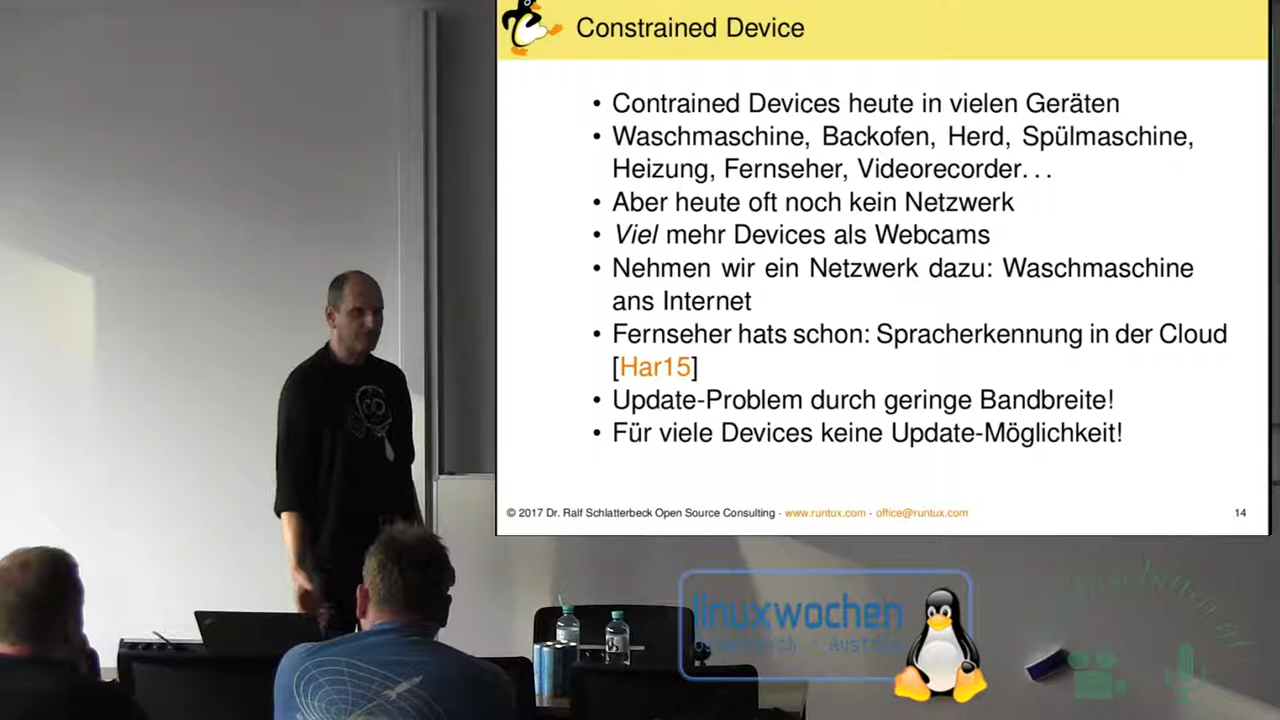 Constrained Device
• Contrained Devices heute in vielen Geräten
• Waschmaschine, Backofen, Herd, Spülmaschine,
Heizung, Fernseher, Videorecorder. . .
• Aber heute oft noch kein Netzwerk
• Viel mehr Devices als Webcams
• Nehmen wir ein Netzwerk dazu: Waschmaschine
ans Internet
• Fernseher hats schon: Spracherkennung in der Cloud
[Har15]
• Update-Problem durch geringe Bandbreite!
• Für viele Devices keine Update-Möglichkeit!
© 2017 Dr. Ralf Schlatterbeck Open Source Consulting · www.runtux.com · office@runtux.com
14
linuxwochen
Österreich · Austria